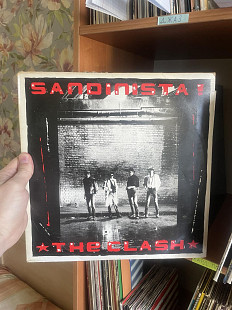 SANDINISTA !
★ THE CLASH ★